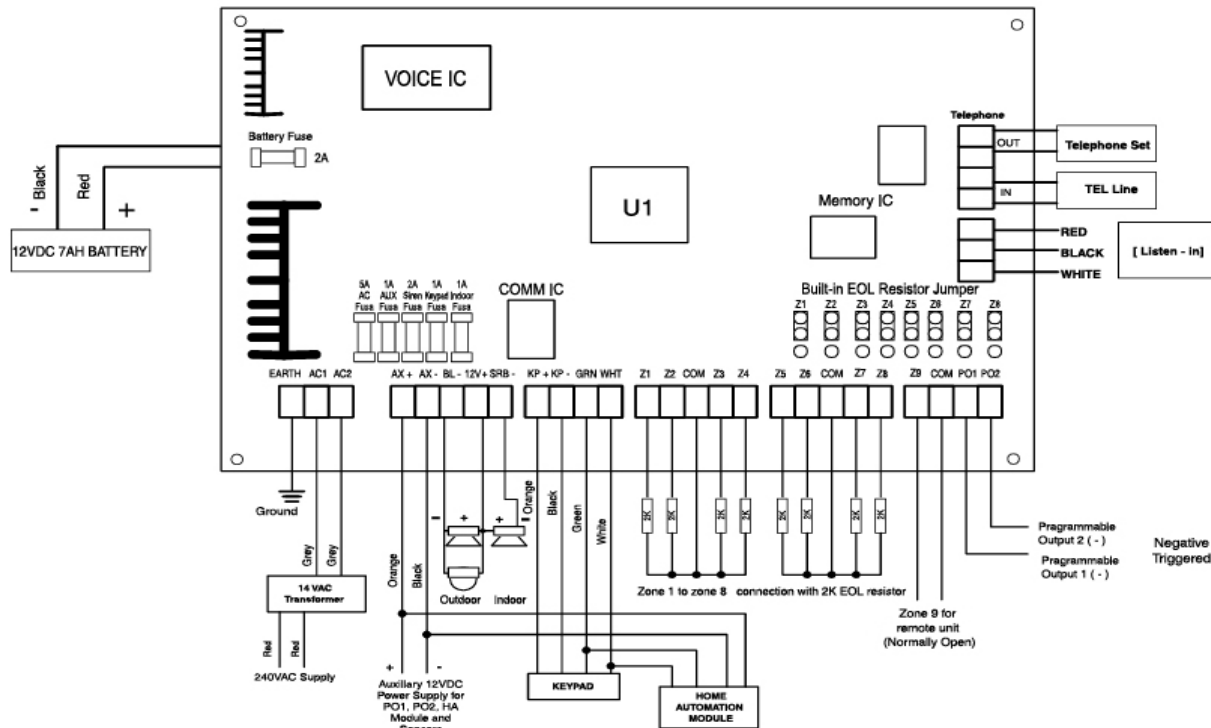 VOICE IC
Battery Fuse
2A
- Black
Red
+
12VDC 7AH BATTERY
U1
Memory IC
Telephone
OUT
Telephone Set
IN
TEL Line
RED
BLACK
WHITE
[ Listen - in]
COMM IC
5A AC Fusa
1A AUX Fusa
2A Siren Fusa
1A Keypad Fusa
1A Indoor Fusa
Built-in EOL Resistor Jumper
Z1 Z2 Z3 Z4 Z5 Z6 Z7 Z8
EARTH AC1 AC2
AX + AX - BL - 12V+ SRB -
KP + KP - GRN WHT
Z1 Z2 COM Z3 Z4
Z5 Z6 COM Z7 Z8
Z9 COM PO1 PO2
Ground
Grey
Grey
14 VAC
Transformer
Red
Red
240VAC Supply
Orange
Black
- +
+ -
Outdoor
Indoor
Orange
Black
Green
White
2K 2K 2K 2K
2K 2K 2K 2K
Zone 1 to zone 8 connection with 2K EOL resistor
+ -
Auxillary 12VDC
Power Supply for
PO1, PO2, HA
Module and
KEYPAD
HOME
AUTOMATION
MODULE
Zone 9 for
remote unit
(Normally Open)
Pragrammable
Output 2 ( - )
Pragrammable
Output 1 ( - )
Negative
Triggered